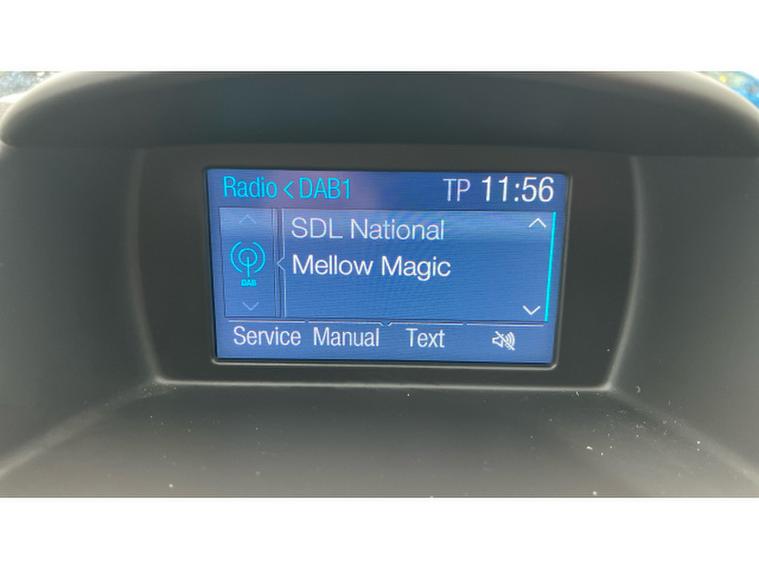 Radio < DAB1 TP 11:56
SDL National
DAB
Mellow Magic
Service Manual Text